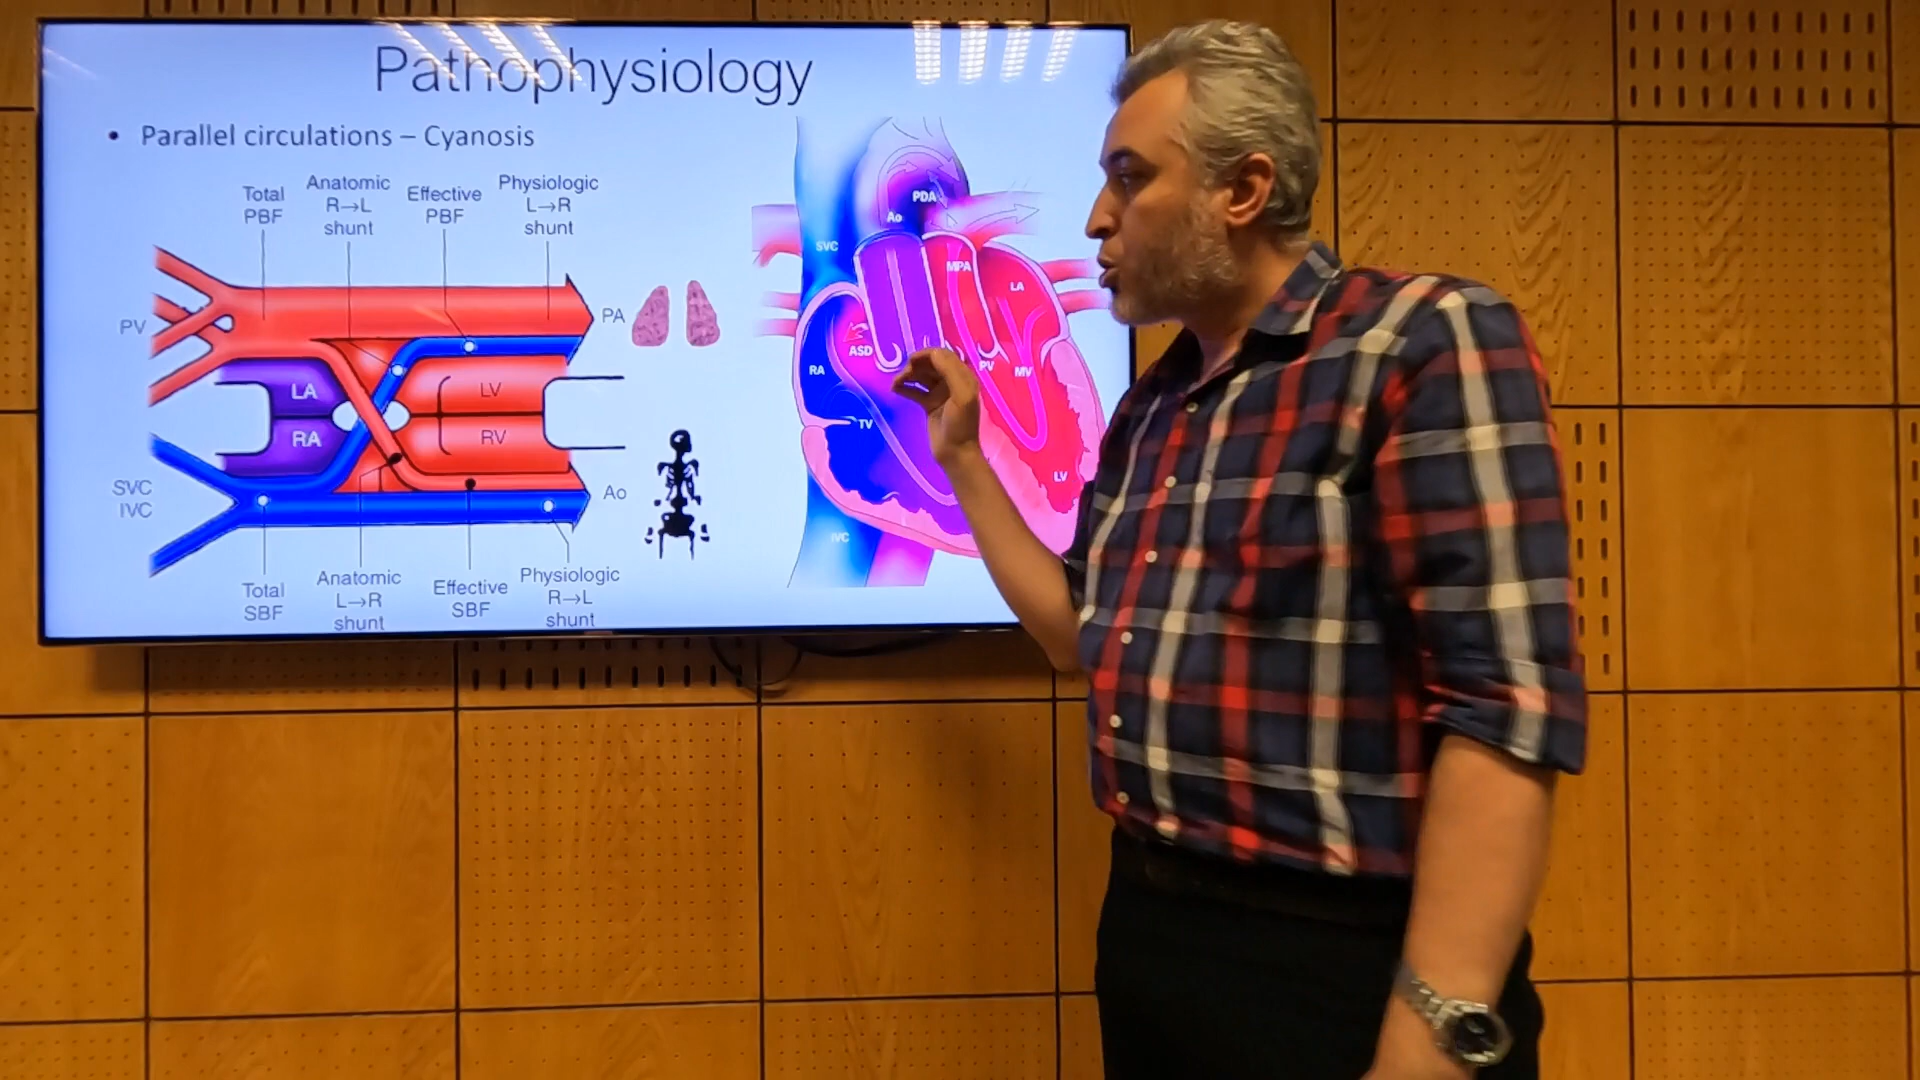 Pathophysiology
• Parallel circulations – Cyanosis
Total
PBF
Anatomic
R→L
shunt
Effective
PBF
Physiologic
L→R
shunt
PV
PA
LA
LV
RA
RV
SVC
IVC
Ao
Total
SBF
Anatomic
L→R
shunt
Effective
SBF
Physiologic
R→L
shunt
PDA
Ao
SVC
MPA
LA
ASD
RA
PV
MV
TV
LV
IVC